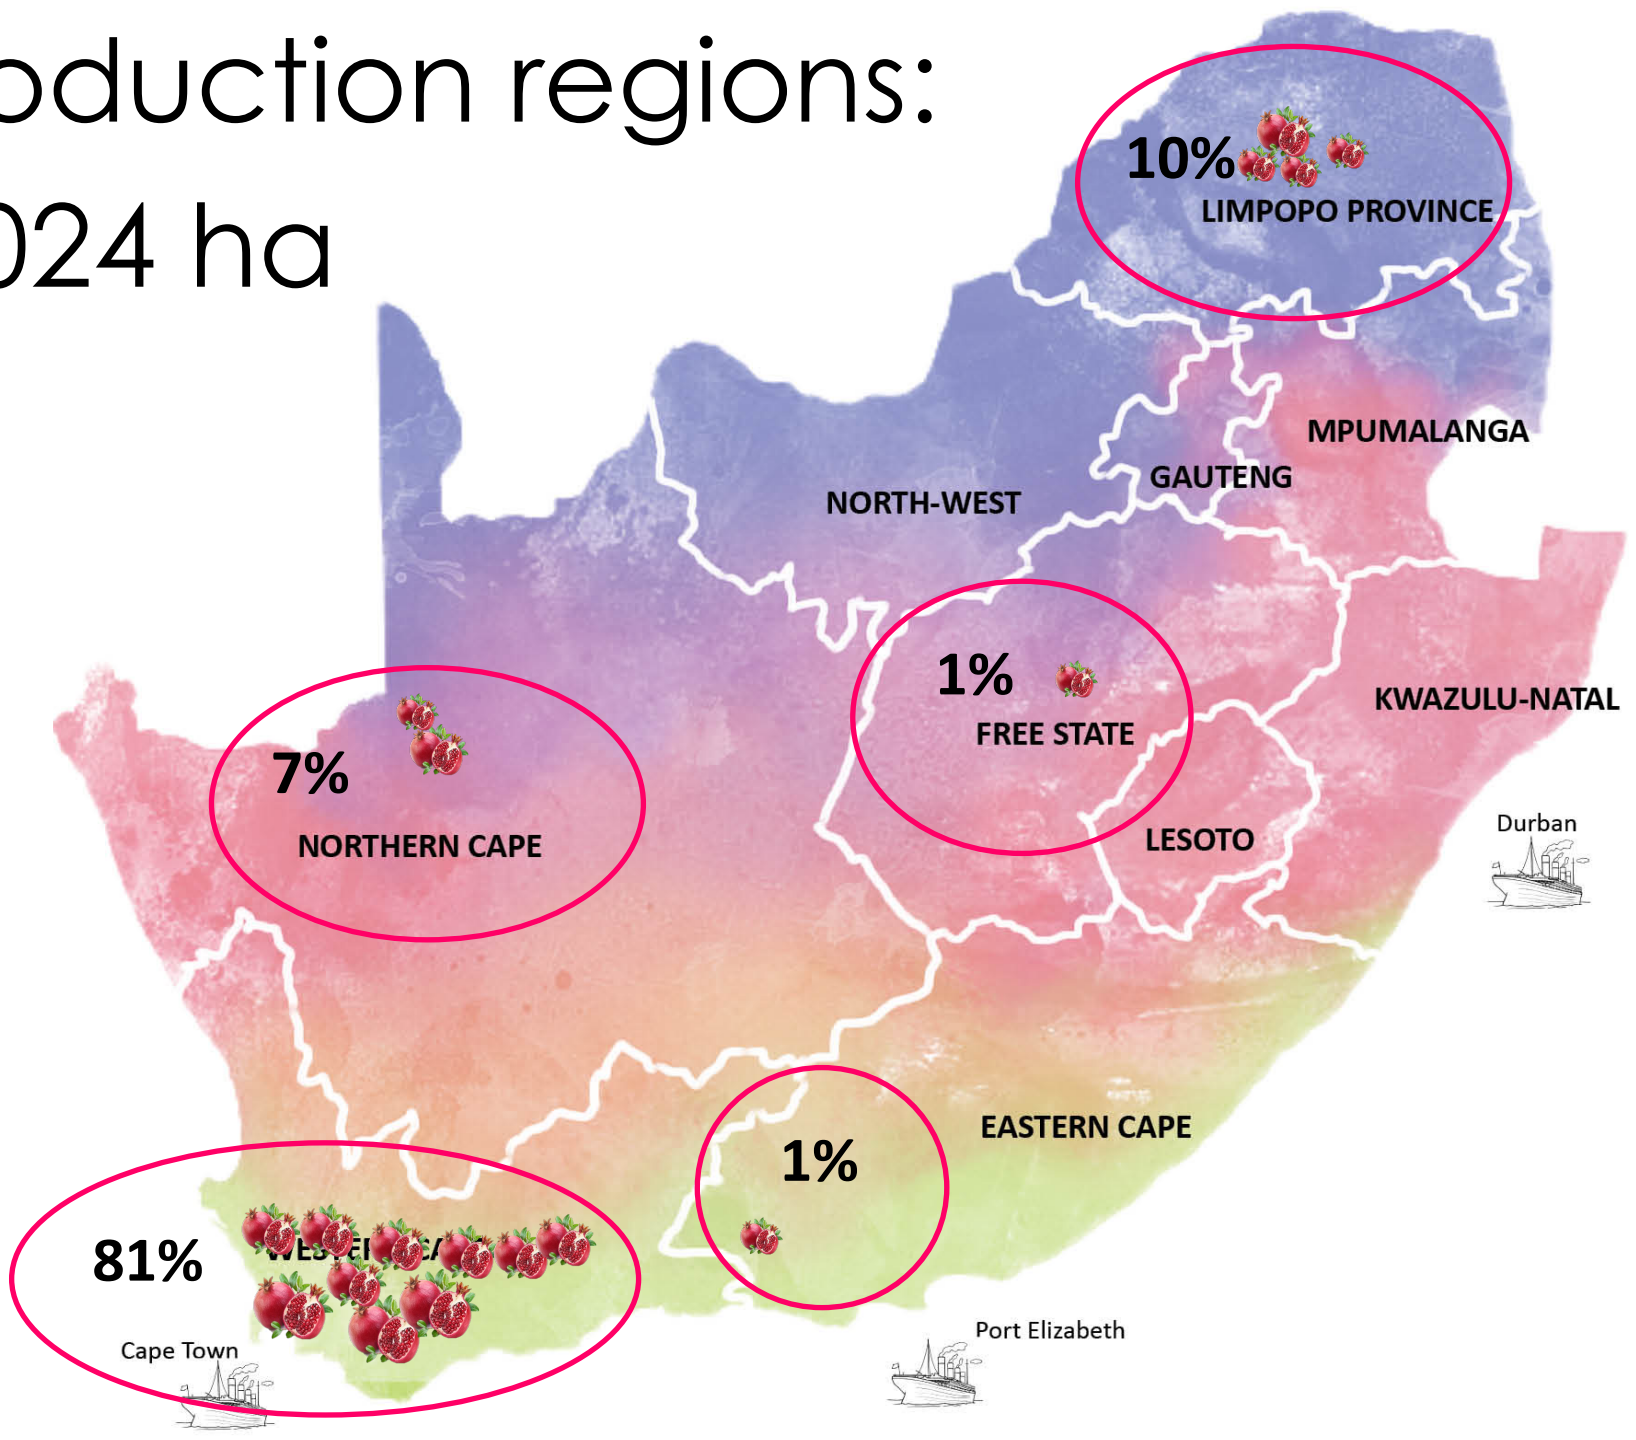 oduction regions:
024 ha
10%
LIMPOPO PROVINCE
MPUMALANGA
GAUTENG
NORTH-WEST
1%
FREE STATE
KWAZULU-NATAL
7%
NORTHERN CAPE
LESOTO
Durban
EASTERN CAPE
1%
81%
Port Elizabeth
Cape Town